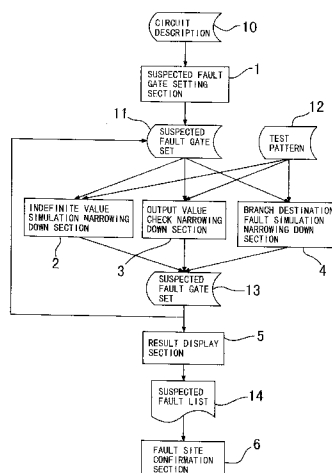 CIRCUIT
DESCRIPTION
10
SUSPECTED FAULT
GATE SETTING
SECTION
1
11
SUSPECTED
FAULT GATE
SET
12
TEST
PATTERN
INDEFINITE VALUE
SIMULATION NARROWING
DOWN SECTION
2
OUTPUT VALUE
CHECK NARROWING
DOWN SECTION
3
BRANCH DESTINATION
FAULT SIMULATION
NARROWING DOWN
SECTION
4
SUSPECTED
FAULT GATE
SET
13
RESULT DISPLAY
SECTION
5
SUSPECTED
FAULT LIST
14
FAULT SITE
CONFIRMATION
SECTION
6